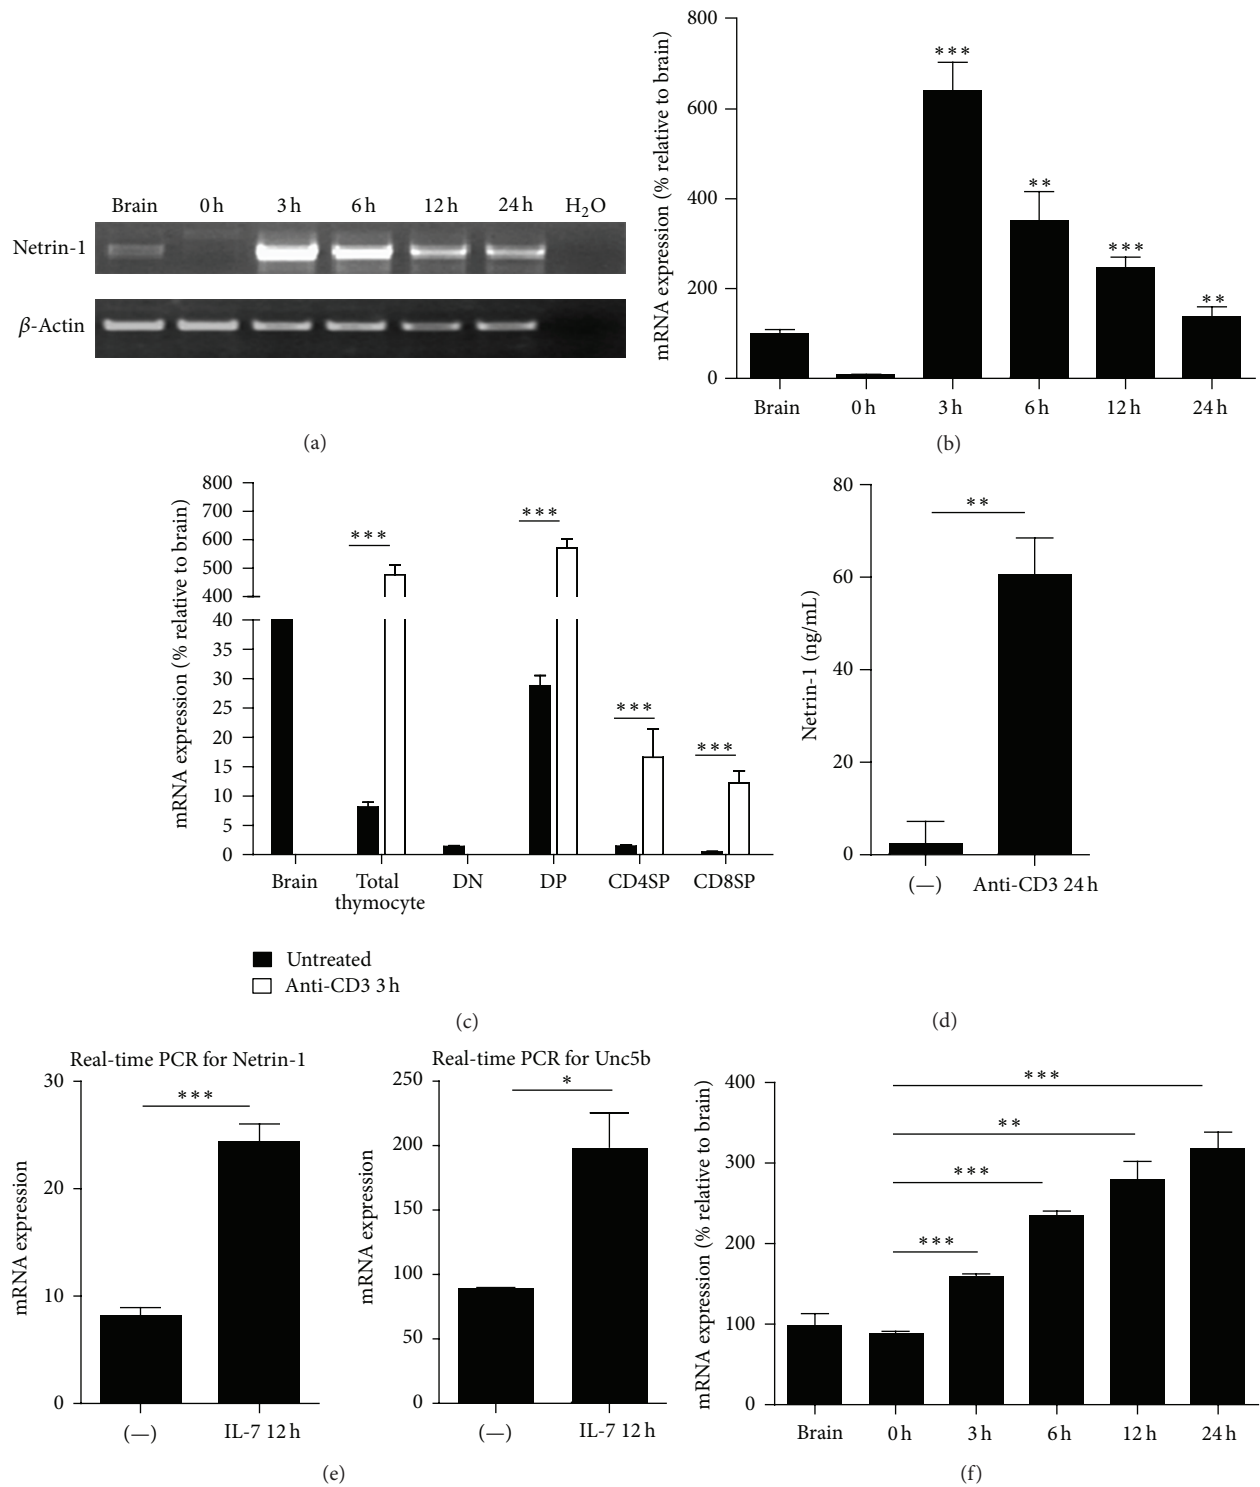 Brain 0 h 3 h 6 h 12 h 24 h H2O
Netrin-1
β-Actin
(a)
mRNA expression (% relative to brain)
800
600
400
200
0
***
**
***
**
Brain 0 h 3 h 6 h 12 h 24 h
(b)
mRNA expression (% relative to brain)
800
700
600
500
400
40
35
30
25
20
15
10
5
0
***
***
***
***
Brain Total thymocyte DN DP CD4SP CD8SP
Untreated
Anti-CD3 3 h
(c)
Netrin-1 (ng/mL)
80
60
40
20
0
**
(—) Anti-CD3 24 h
(d)
Real-time PCR for Netrin-1
mRNA expression
30
20
10
0
***
(—) IL-7 12 h
Real-time PCR for Unc5b
mRNA expression
250
200
150
100
50
0
*
(—) IL-7 12 h
(e)
mRNA expression (% relative to brain)
400
300
200
100
0
***
**
***
***
Brain 0 h 3 h 6 h 12 h 24 h
(f)